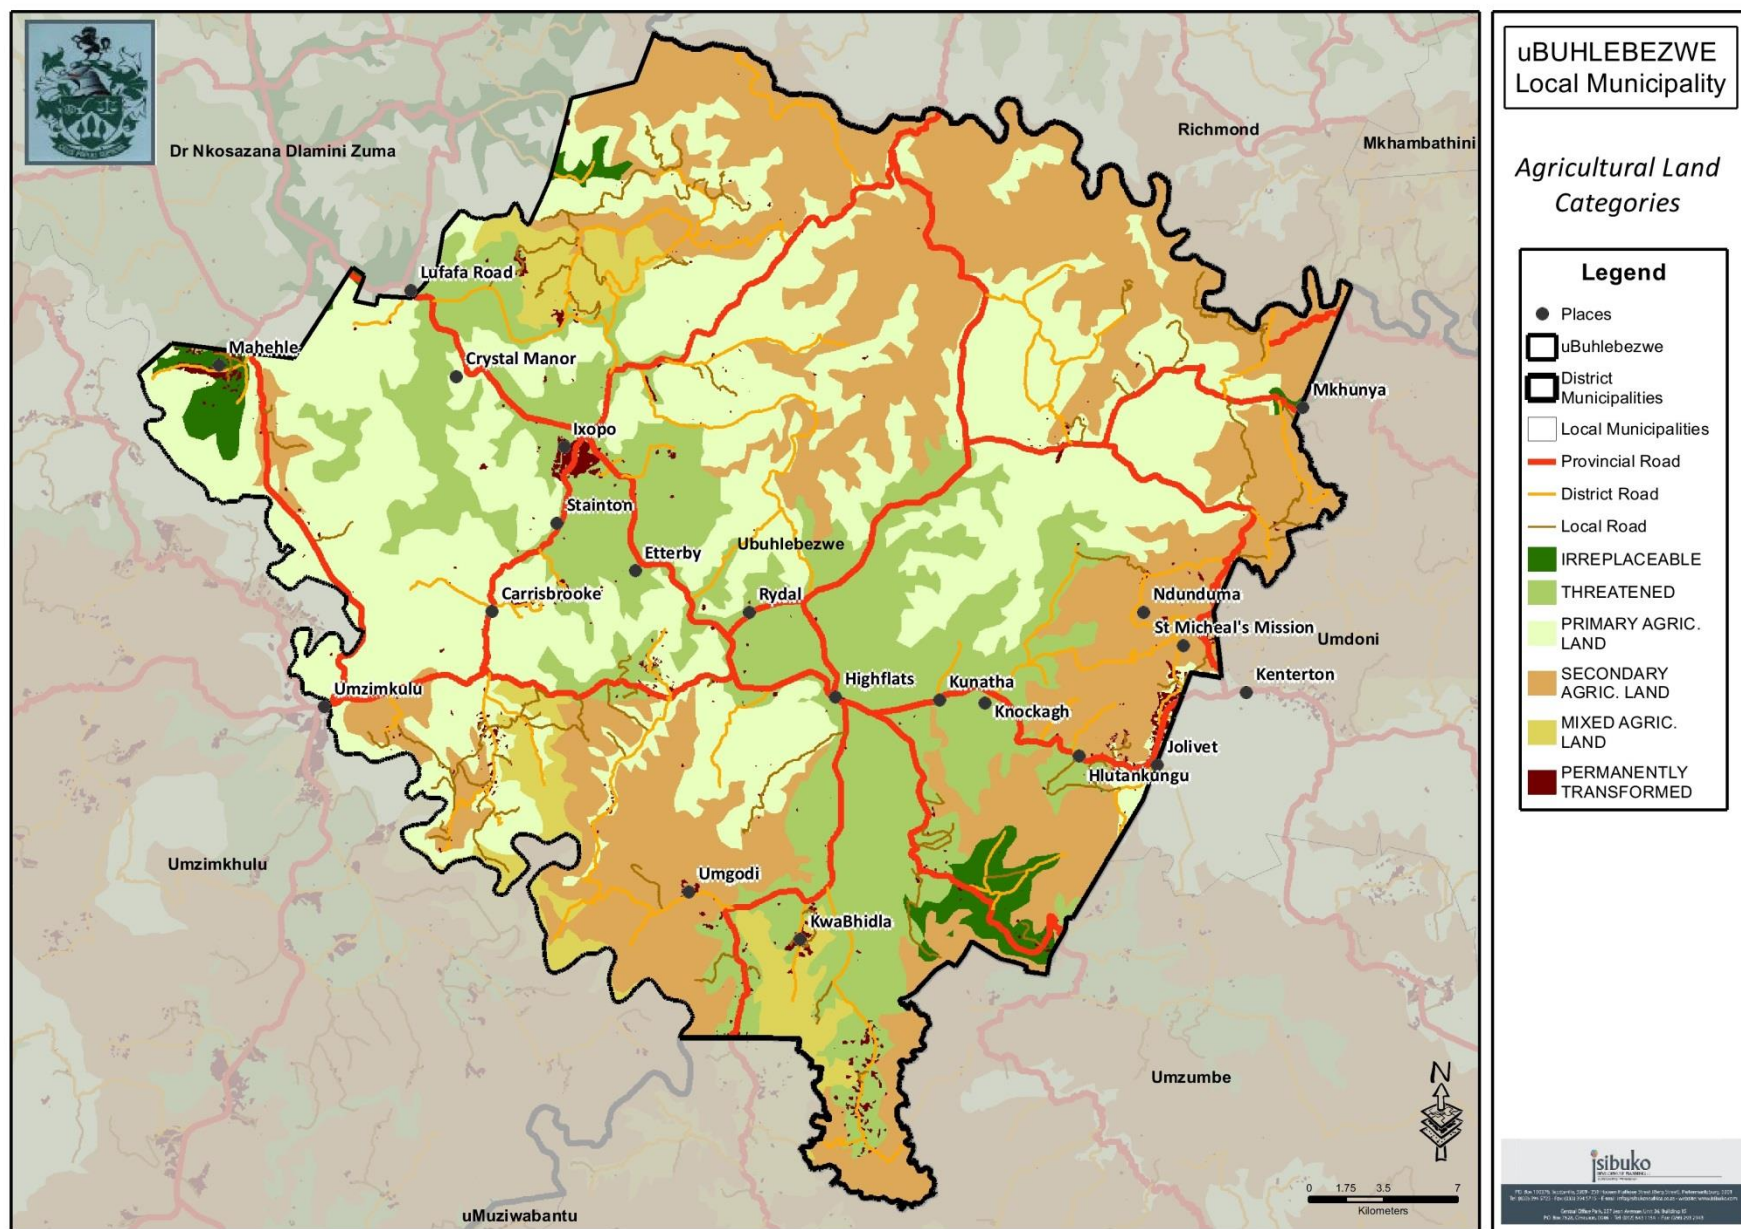 uBUHLEBEZWE
Local Municipality
Agricultural Land
Categories
Legend
Places
uBuhlebezwe
District
Municipalities
Local Municipalities
Provincial Road
District Road
Local Road
IRREPLACEABLE
THREATENED
PRIMARY AGRIC.
LAND
SECONDARY
AGRIC. LAND
MIXED AGRIC.
LAND
PERMANENTLY
TRANSFORMED
Richmond
Mkhambathini
Dr Nkosazana Dlamini Zuma
Lufafa Road
Mahehle
Crystal Manor
Mkhunya
Ixopo
Stainton
Ubuhlebezwe
Etterby
Carrisbrooke
Rydal
Ndunduma
St Micheal's Mission
Umdoni
Umzimkulu
Highflats
Kunatha
Kenterton
Knockagh
Jolivet
Hlutankungu
Umzimkhulu
Umgodi
KwaBhidla
Umzumbe
uMuziwabantu
N
0 1.75 3.5 7
Kilometers
isibuko